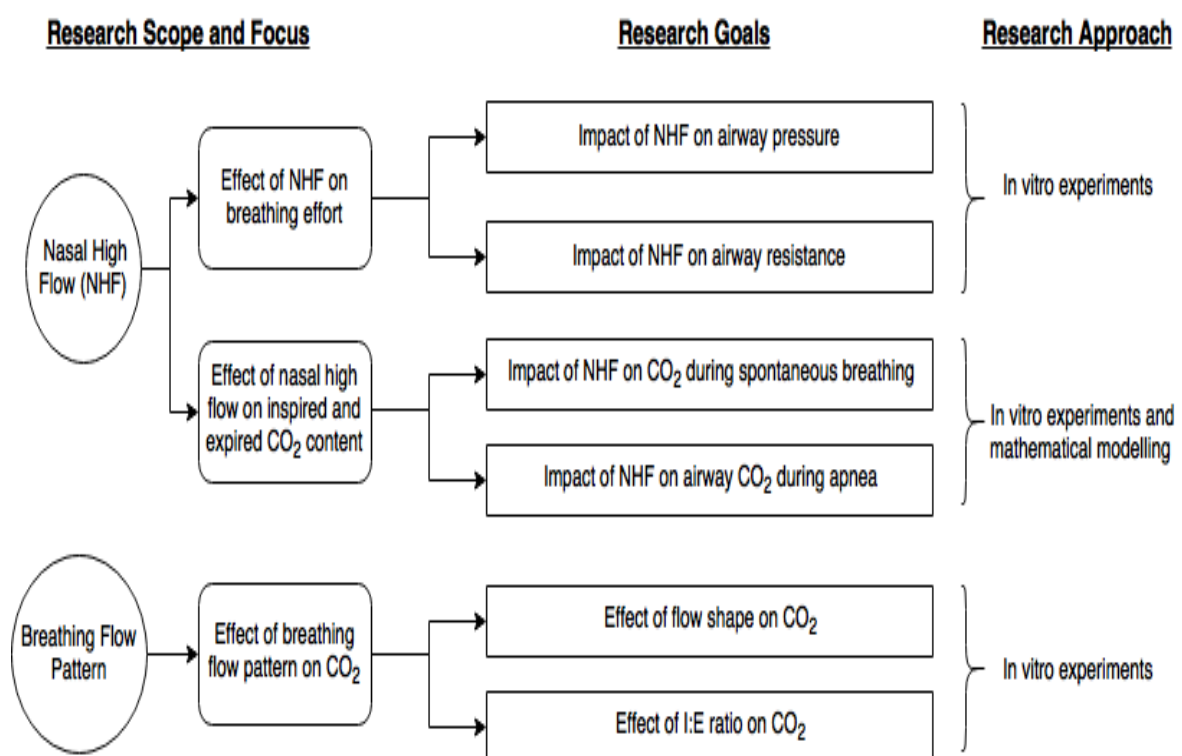 Research Scope and Focus
Research Goals
Research Approach
Nasal High
Flow (NHF)
Effect of NHF on
breathing effort
Impact of NHF on airway pressure
Impact of NHF on airway resistance
In vitro experiments
Effect of nasal high
flow on inspired and
expired CO₂ content
Impact of NHF on CO₂ during spontaneous breathing
Impact of NHF on airway CO₂ during apnea
In vitro experiments and
mathematical modelling
Breathing Flow
Pattern
Effect of breathing
flow pattern on CO₂
Effect of flow shape on CO₂
Effect of I:E ratio on CO₂
In vitro experiments